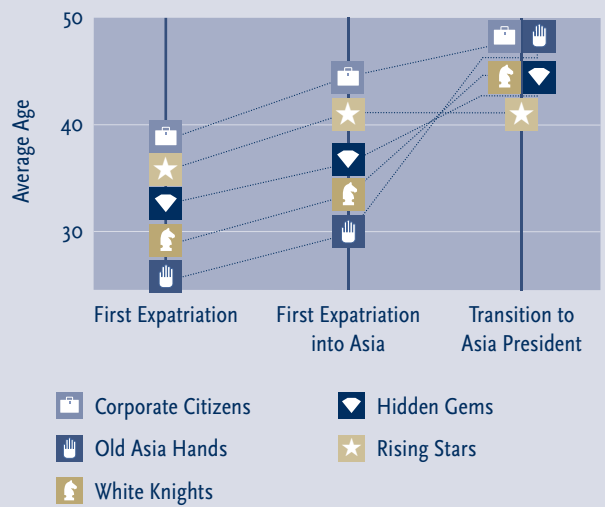 50
40
30
Average Age
First Expatriation
First Expatriation
into Asia
Transition to
Asia President
Corporate Citizens
Old Asia Hands
White Knights
Hidden Gems
Rising Stars